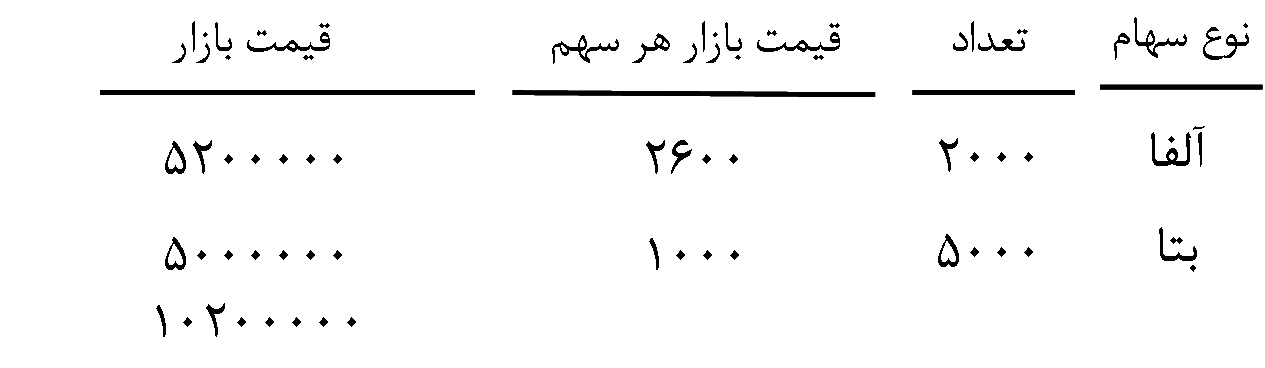 نوع سهام تعداد قیمت بازار هر سهم قیمت بازار
آلفا ۲۰۰۰ ۲۶۰۰ ۵۲۰۰۰۰۰
بتا ۵۰۰۰ ۱۰۰۰ ۵۰۰۰۰۰۰
۱۰۲۰۰۰۰۰